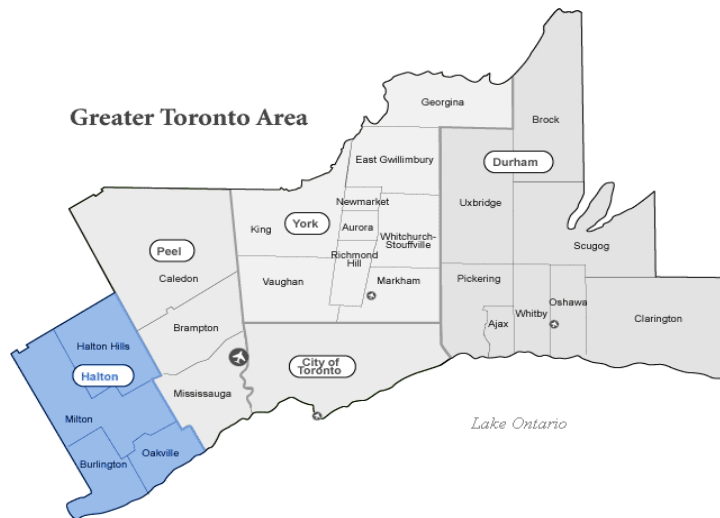 Georgina
Greater Toronto Area
Brock
East Gwillimbury
Durham
Newmarket
Uxbridge
King
York
Aurora
Whitchurch-
Stouffville
Peel
Richmond
Hill
Scugog
Caledon
Vaughan
Markham
Pickering
Oshawa
Whitby
Ajax
Clarington
Brampton
Halton Hills
City of
Toronto
Halton
Mississauga
Milton
Lake Ontario
Oakville
Burlington